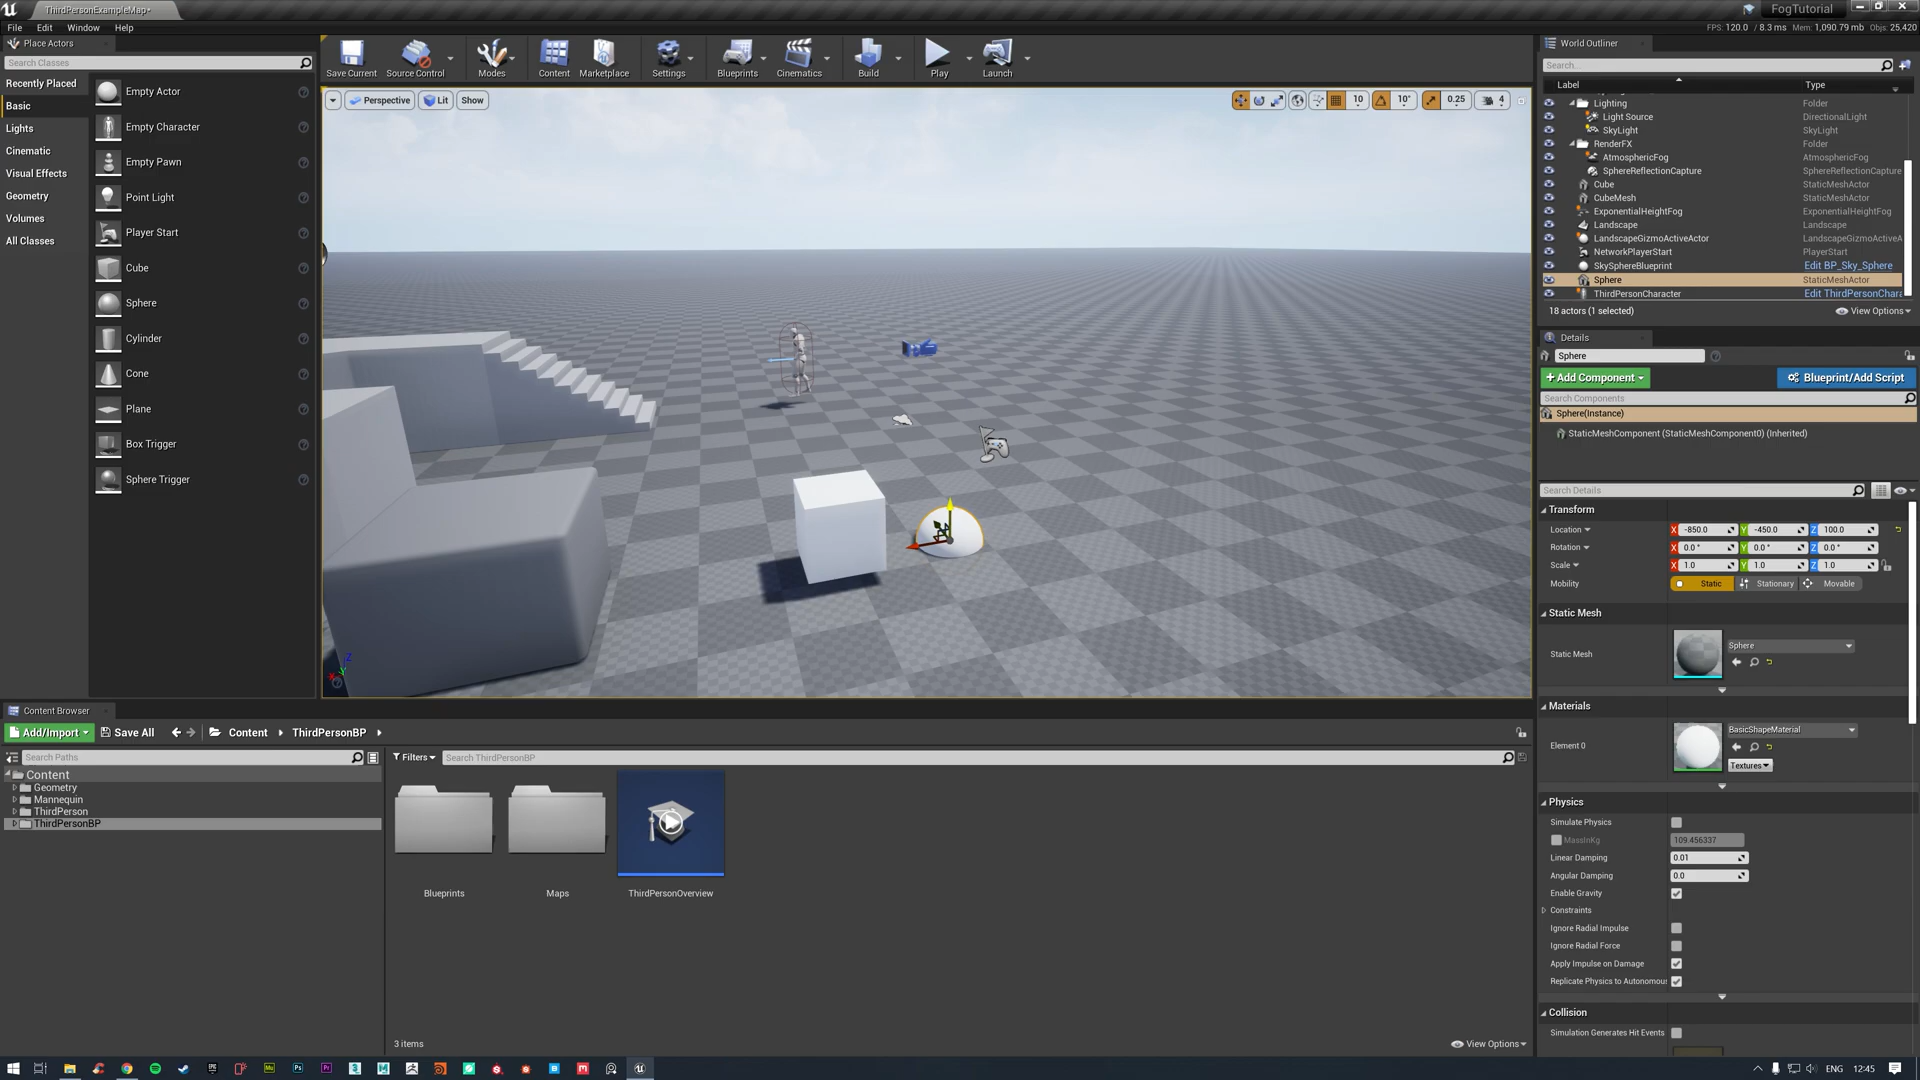 ThirdPersonExampleMap•
FogTutorial
File Edit Window Help
FPS: 120.0 / 8.3 ms Mem: 1,090.79 mb Objs: 25,420
Place Actors
Search Classes
Recently Placed
Basic
Lights
Cinematic
Visual Effects
Geometry
Volumes
All Classes
Empty Actor
Empty Character
Empty Pawn
Point Light
Player Start
Cube
Sphere
Cylinder
Cone
Plane
Box Trigger
Sphere Trigger
Save Current Source Control Modes Content Marketplace Settings Blueprints Cinematics Build Play Launch
Perspective Lit Show
10 10° 0.25 4
World Outliner
Search...
Label Type
Lighting Folder
Light Source DirectionalLight
SkyLight SkyLight
RenderFX Folder
AtmosphericFog AtmosphericFog
SphereReflectionCapture SphereReflectionCapture
Cube StaticMeshActor
CubeMesh StaticMeshActor
ExponentialHeightFog ExponentialHeightFog
Landscape Landscape
LandscapeGizmoActiveActor LandscapeGizmoActiveA
NetworkPlayerStart PlayerStart
SkySphereBlueprint Edit BP_Sky_Sphere
Sphere StaticMeshActor
ThirdPersonCharacter Edit ThirdPersonChara
18 actors (1 selected) View Options
Details
Sphere
+ Add Component Blueprint/Add Script
Search Components
Sphere(Instance)
StaticMeshComponent (StaticMeshComponent0) (Inherited)
Search Details
Transform
Location X -850.0 Y -450.0 Z 100.0
Rotation X 0.0 ° Y 0.0 ° Z 0.0 °
Scale X 1.0 Y 1.0 Z 1.0
Mobility Static Stationary Movable
Static Mesh
Static Mesh Sphere
Materials
Element 0 BasicShapeMaterial
Textures
Physics
Simulate Physics
MassInKg 109.456337
Linear Damping 0.01
Angular Damping 0.0
Enable Gravity
Constraints
Ignore Radial Impulse
Ignore Radial Force
Apply Impulse on Damage
Replicate Physics to Autonomou
Collision
Simulation Generates Hit Events
Z
Y
X
Content Browser
Add/Import Save All Content ThirdPersonBP
Search Paths
Content
Geometry
Mannequin
ThirdPerson
ThirdPersonBP
Filters Search ThirdPersonBP
Blueprints Maps ThirdPersonOverview
3 items View Options
Mu Ps Pr 3 M
ENG 12:45